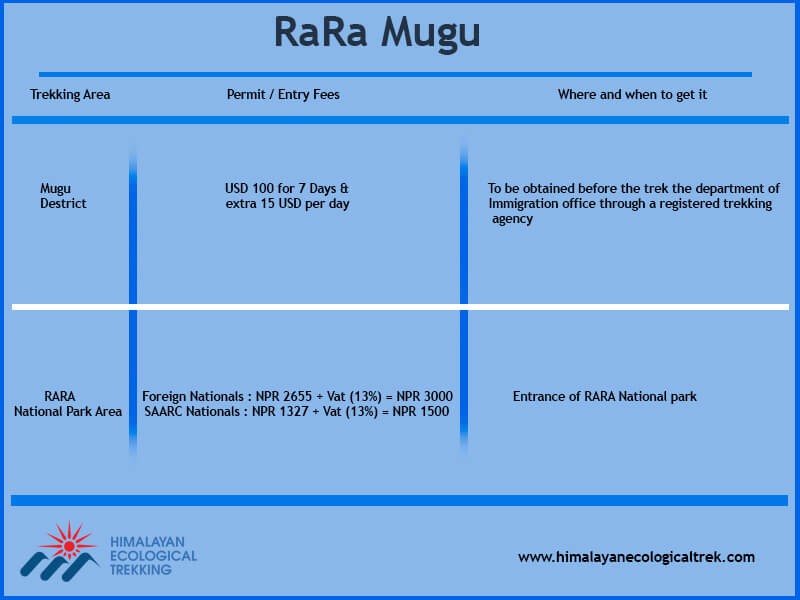 RaRa Mugu
Trekking Area
Permit / Entry Fees
Where and when to get it
Mugu
Destrict
USD 100 for 7 Days &
extra 15 USD per day
To be obtained before the trek the department of
Immigration office through a registered trekking
agency
RARA
National Park Area
Foreign Nationals : NPR 2655 + Vat (13%) = NPR 3000
SAARC Nationals : NPR 1327 + Vat (13%) = NPR 1500
Entrance of RARA National park
HIMALAYAN
ECOLOGICAL
TREKKING
www.himalayanecologicaltrek.com